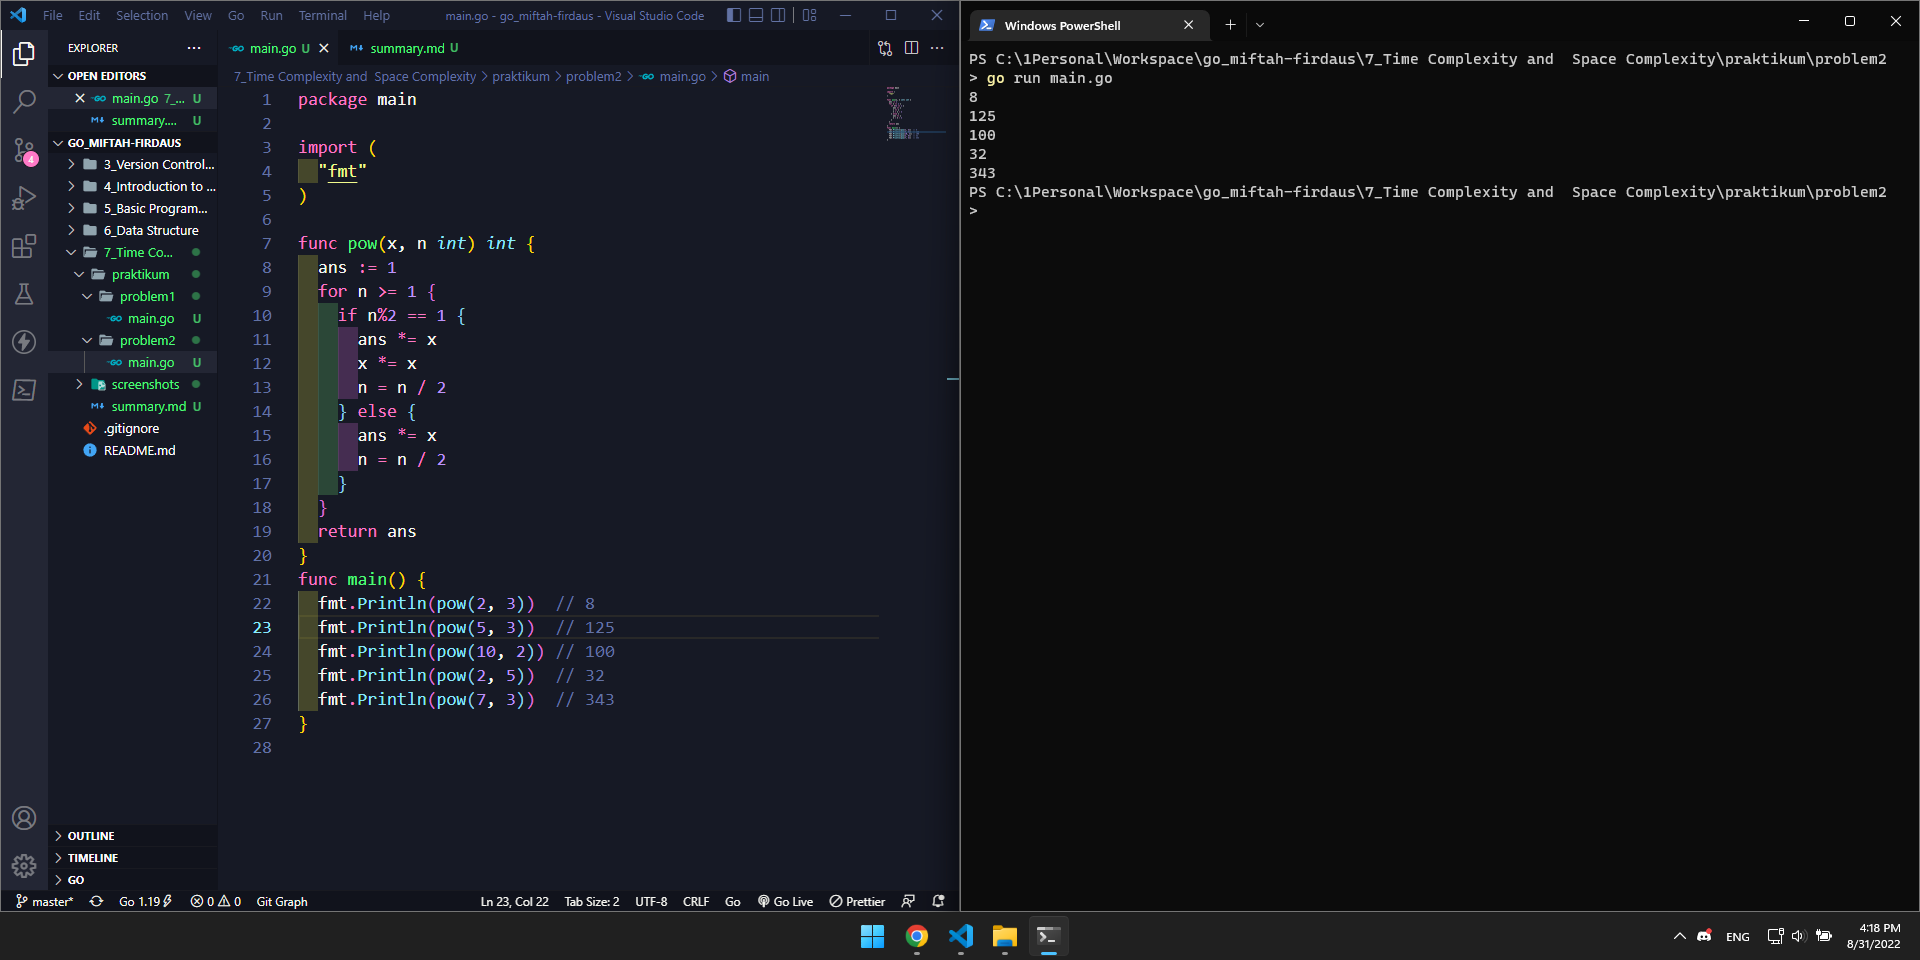 File Edit Selection View Go Run Terminal Help
main.go - go_miftah-firdaus - Visual Studio Code
EXPLORER
OPEN EDITORS
main.go 7_... U
summary.... U
GO_MIFTAH-FIRDAUS
3_Version Control...
4_Introduction to ...
5_Basic Program...
6_Data Structure
7_Time Co...
praktikum
problem1
main.go U
problem2
main.go U
screenshots
summary.md U
.gitignore
README.md
OUTLINE
TIMELINE
GO
4
main.go U
summary.md U
7_Time Complexity and  Space Complexity > praktikum > problem2 > main.go > main
1 package main
2
3 import (
4 "fmt"
5 )
6
7 func pow(x, n int) int {
8 ans := 1
9 for n >= 1 {
10 if n%2 == 1 {
11 ans *= x
12 x *= x
13 n = n / 2
14 } else {
15 ans *= x
16 n = n / 2
17 }
18 }
19 return ans
20 }
21 func main() {
22 fmt.Println(pow(2, 3))  // 8
23 fmt.Println(pow(5, 3))  // 125
24 fmt.Println(pow(10, 2)) // 100
25 fmt.Println(pow(2, 5))  // 32
26 fmt.Println(pow(7, 3))  // 343
27 }
28
master* Go 1.19 0 0 Git Graph Ln 23, Col 22 Tab Size: 2 UTF-8 CRLF Go Go Live Prettier
Windows PowerShell
PS C:\1Personal\Workspace\go_miftah-firdaus\7_Time Complexity and  Space Complexity\praktikum\problem2
> go run main.go
8
125
100
32
343
PS C:\1Personal\Workspace\go_miftah-firdaus\7_Time Complexity and  Space Complexity\praktikum\problem2
>
ENG
4:18 PM
8/31/2022